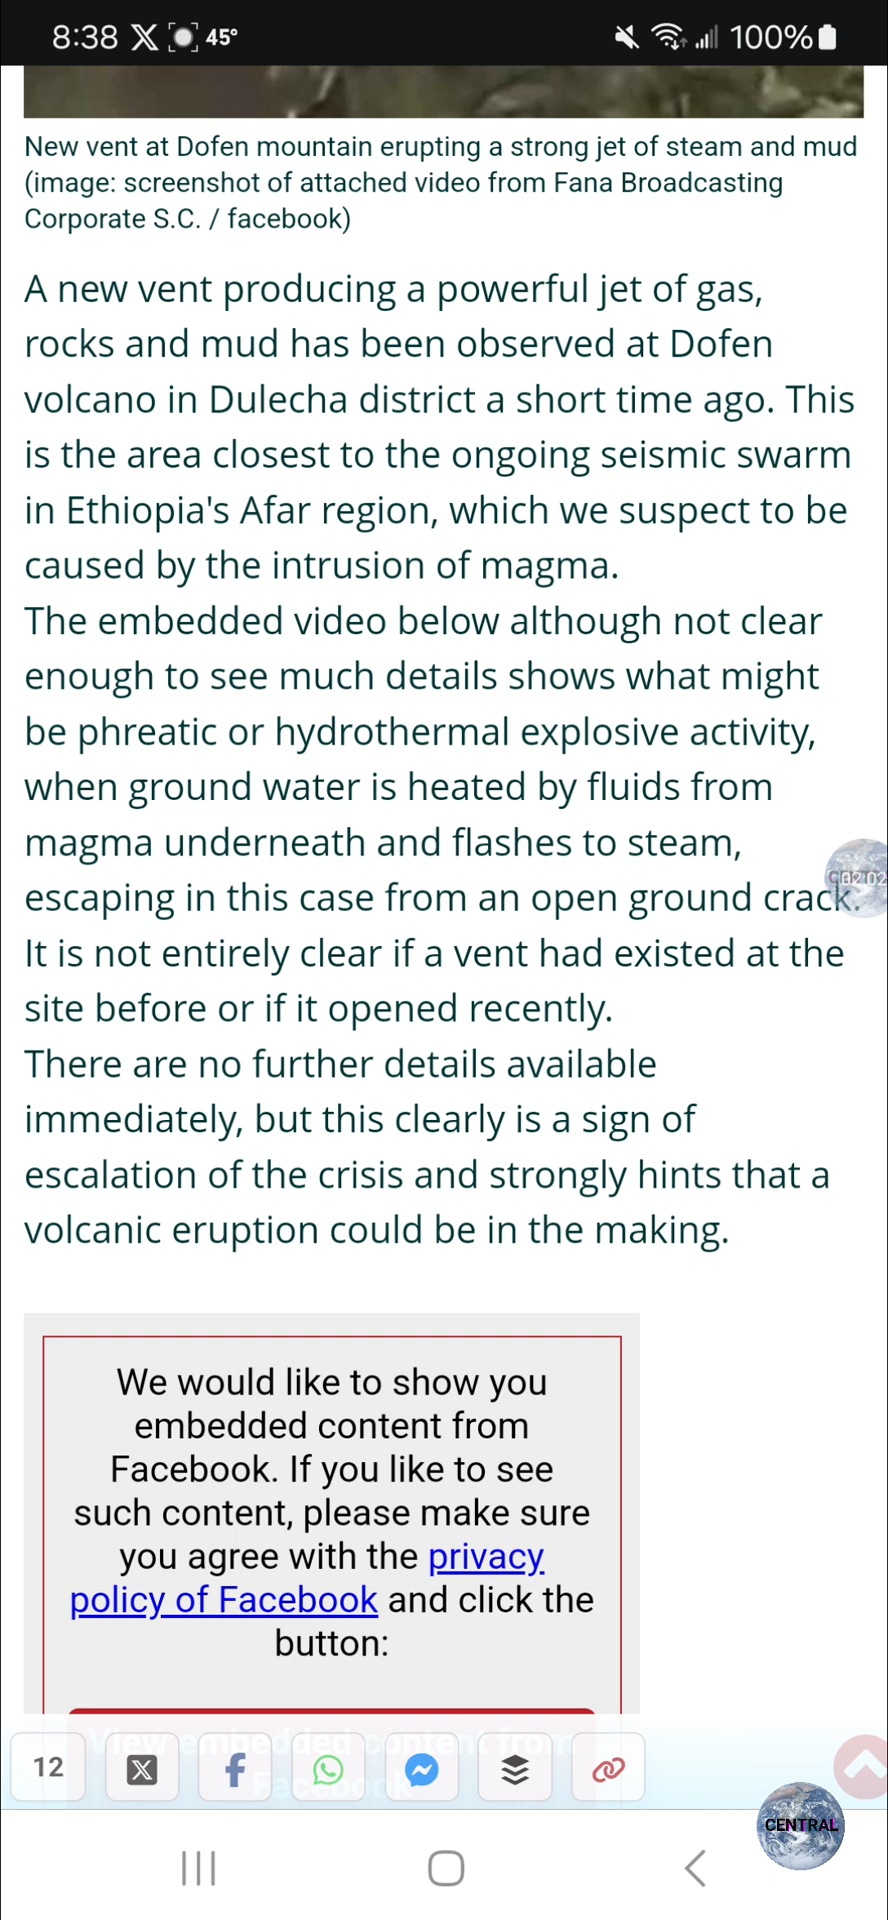 8:38 X 45° 100%
New vent at Dofen mountain erupting a strong jet of steam and mud
(image: screenshot of attached video from Fana Broadcasting
Corporate S.C. / facebook)
A new vent producing a powerful jet of gas,
rocks and mud has been observed at Dofen
volcano in Dulecha district a short time ago. This
is the area closest to the ongoing seismic swarm
in Ethiopia's Afar region, which we suspect to be
caused by the intrusion of magma.
The embedded video below although not clear
enough to see much details shows what might
be phreatic or hydrothermal explosive activity,
when ground water is heated by fluids from
magma underneath and flashes to steam,
escaping in this case from an open ground crack.
It is not entirely clear if a vent had existed at the
site before or if it opened recently.
There are no further details available
immediately, but this clearly is a sign of
escalation of the crisis and strongly hints that a
volcanic eruption could be in the making.
We would like to show you
embedded content from
Facebook. If you like to see
such content, please make sure
you agree with the privacy
policy of Facebook and click the
button:
View embedded content from
Facebook
12
CENTRAL